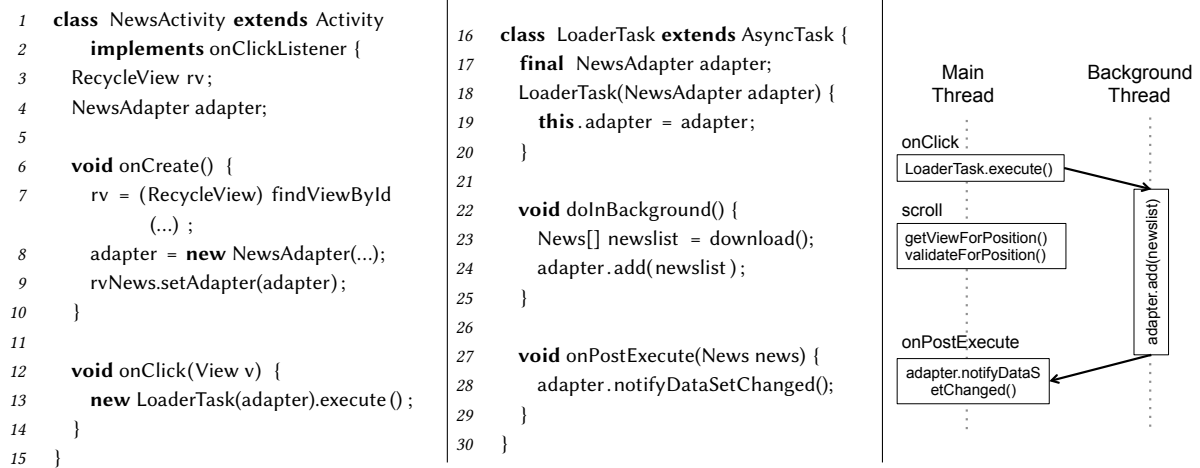 1 class NewsActivity extends Activity
2 implements onClickListener {
3 RecycleView rv;
4 NewsAdapter adapter;
5
6 void onCreate() {
7 rv = (RecycleView) findViewById
(...) ;
8 adapter = new NewsAdapter(...);
9 rvNews.setAdapter(adapter);
10 }
11
12 void onClick(View v) {
13 new LoaderTask(adapter).execute() ;
14 }
15 }
16 class LoaderTask extends AsyncTask {
17 final NewsAdapter adapter;
18 LoaderTask(NewsAdapter adapter) {
19 this.adapter = adapter;
20 }
21
22 void doInBackground() {
23 News[] newslist = download();
24 adapter.add(newslist);
25 }
26
27 void onPostExecute(News news) {
28 adapter.notifyDataSetChanged();
29 }
30 }
Main
Thread
Background
Thread
onClick
LoaderTask.execute()
scroll
getViewForPosition()
validateForPosition()
adapter.add(newslist)
onPostExecute
adapter.notifyDataS
etChanged()